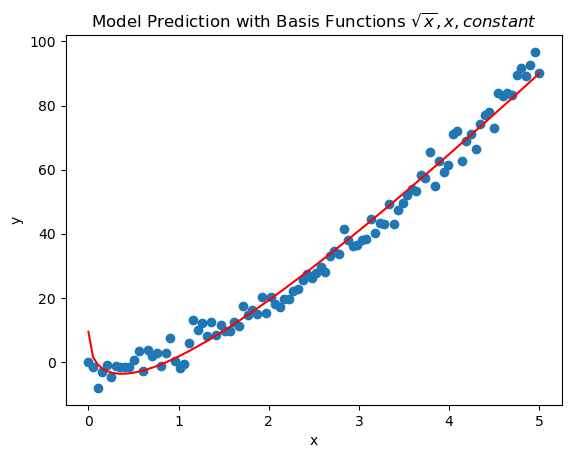 Model Prediction with Basis Functions √x, x, constant
100
80
60
40
20
0
y
0 1 2 3 4 5
x